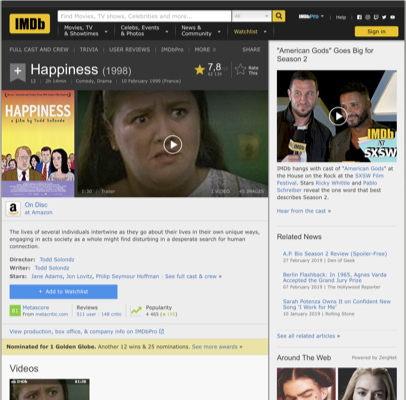 IMDb
Find Movies, TV shows, Celebrities and more...
All
IMDbPro
Help
Movies, TV
& Showtimes
Celebs, Events
& Photos
News &
Community
Watchlist
Sign in
FULL CAST AND CREW | TRIVIA | USER REVIEWS | IMDbPro | MORE
SHARE
Happiness (1998)
7,8
Rate
This
12 | 2h 14min | Comedy, Drama | 10 February 1999 (France)
HAPPINESS
a film by Todd Solondz
1:30 | Trailer
45 IMAGES
On Disc
at Amazon
The lives of several individuals intertwine as they go about their lives in their own unique ways,
engaging in acts society as a whole might find disturbing in a desperate search for human
connection.
Director: Todd Solondz
Writer: Todd Solondz
Stars: Jane Adams, Jon Lovitz, Philip Seymour Hoffman | See full cast & crew »
+ Add to Watchlist
81
Metascore
From metacritic.com
Reviews
511 user | 148 critic
Popularity
View production, box office, & company info on IMDbPro
Nominated for 1 Golden Globe. Another 12 wins & 25 nominations. See more awards »
Videos
"American Gods" Goes Big for
Season 2
IMDb
SXSW
IMDb hangs with cast of "American Gods" at
the House on the Rock at the SXSW Film
Festival. Stars Ricky Whittle and Pablo
Schreiber reveal the one word that best
describes Season 2.
Hear from the cast »
Related News
A.P. Bio Season 2 Review (Spoiler-Free)
27 February 2019 | Den of Geek
Berlin Flashback: In 1965, Agnes Varda
Accepted the Grand Jury Prize
07 February 2019 | The Hollywood Reporter
Sarah Potenza Owns It on Confident New
Song 'I Work for Me'
10 January 2019 | Rolling Stone
See all related articles »
Around The Web
Powered by ZergNet